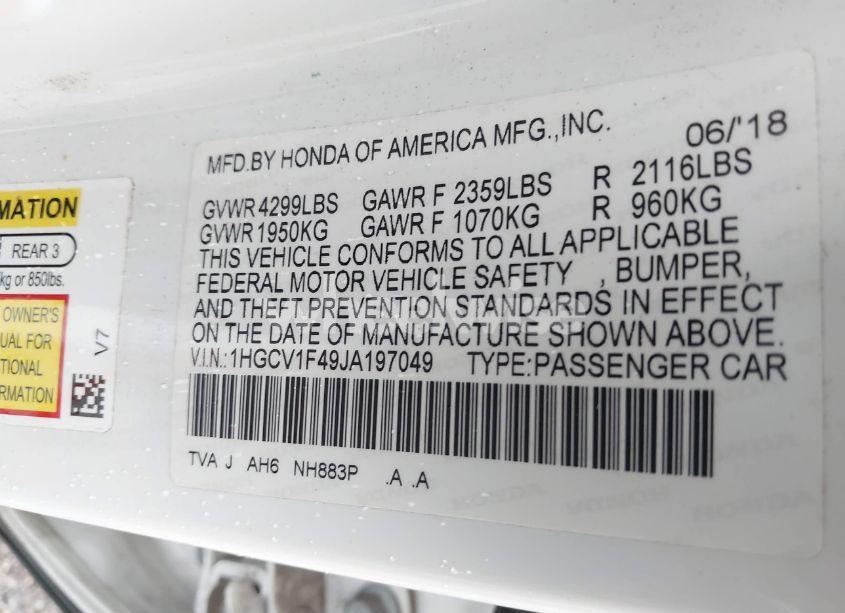 MATION
REAR 3
kg or 850lbs.
OWNER'S
UAL FOR
TIONAL
ORMATION
V7
MFD.BY HONDA OF AMERICA MFG.,INC. 06/'18
GVWR 4299LBS GAWR F 2359LBS R 2116LBS
GVWR 1950KG GAWR F 1070KG R 960KG
THIS VEHICLE CONFORMS TO ALL APPLICABLE
FEDERAL MOTOR VEHICLE SAFETY , BUMPER,
AND THEFT PREVENTION STANDARDS IN EFFECT
ON THE DATE OF MANUFACTURE SHOWN ABOVE.
V.I.N.:1HGCV1F49JA197049 TYPE:PASSENGER CAR
TVA J AH6 NH883P .A .A